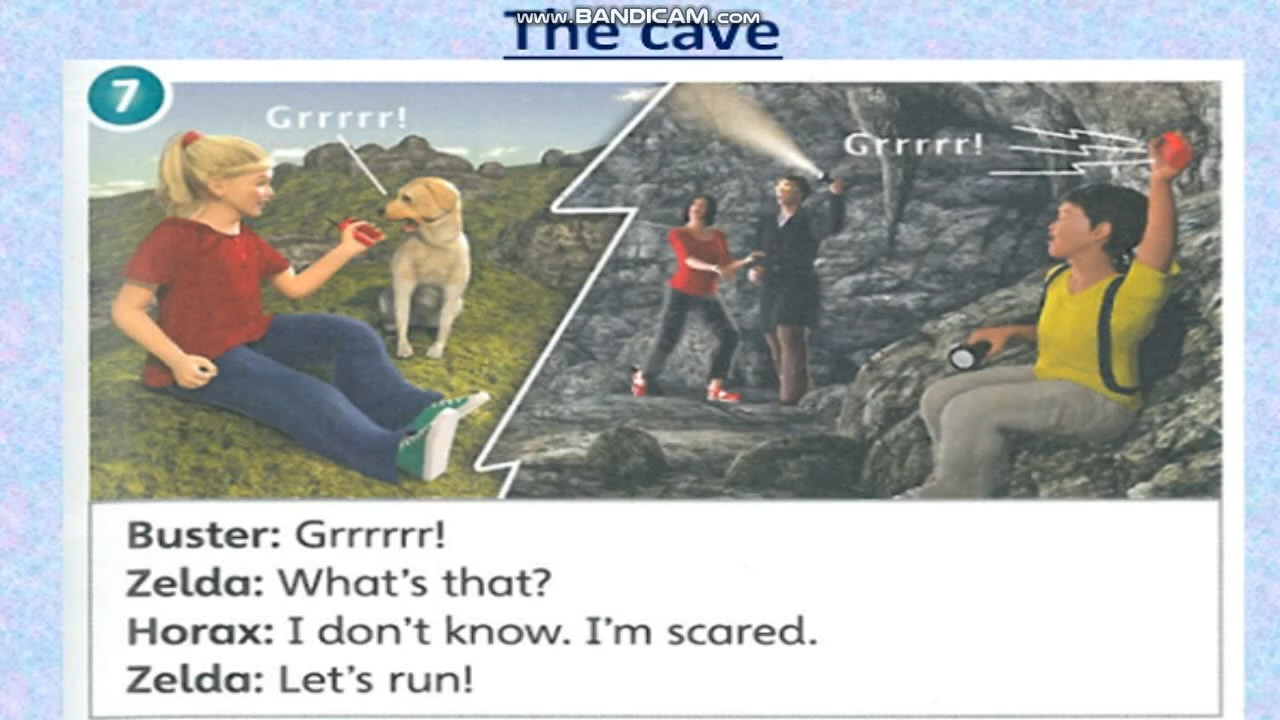 www.BANDICAM.com
The cave
7
Grrrrr!
Grrrrr!
Buster: Grrrrrr!
Zelda: What's that?
Horax: I don't know. I'm scared.
Zelda: Let's run!